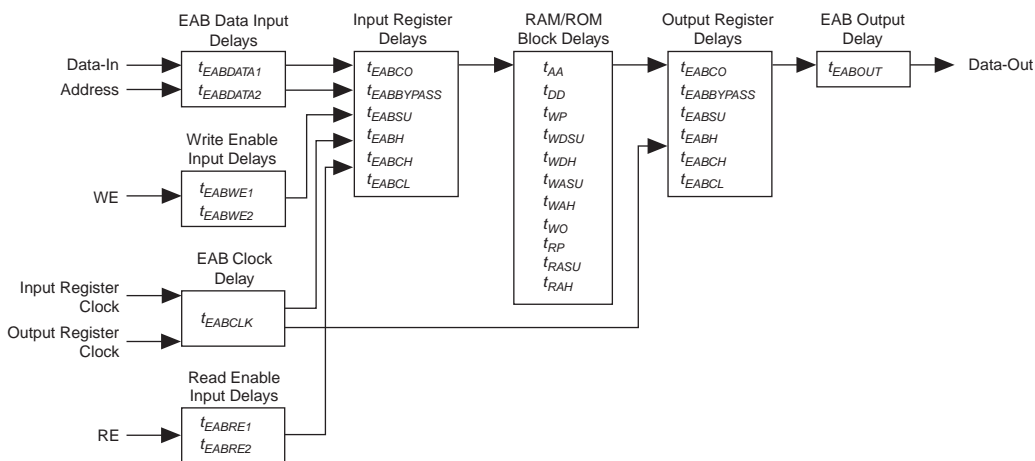 EAB Data Input
Delays
Data-In
Address
tEABDATA1
tEABDATA2
Write Enable
Input Delays
WE
tEABWE1
tEABWE2
EAB Clock
Delay
Input Register
Clock
Output Register
Clock
tEABCLK
Read Enable
Input Delays
RE
tEABRE1
tEABRE2
Input Register
Delays
tEABCO
tEABBYPASS
tEABSU
tEABH
tEABCH
tEABCL
RAM/ROM
Block Delays
tAA
tDD
tWP
tWDSU
tWDH
tWASU
tWAH
tWO
tRP
tRASU
tRAH
Output Register
Delays
tEABCO
tEABBYPASS
tEABSU
tEABH
tEABCH
tEABCL
EAB Output
Delay
tEABOUT
Data-Out